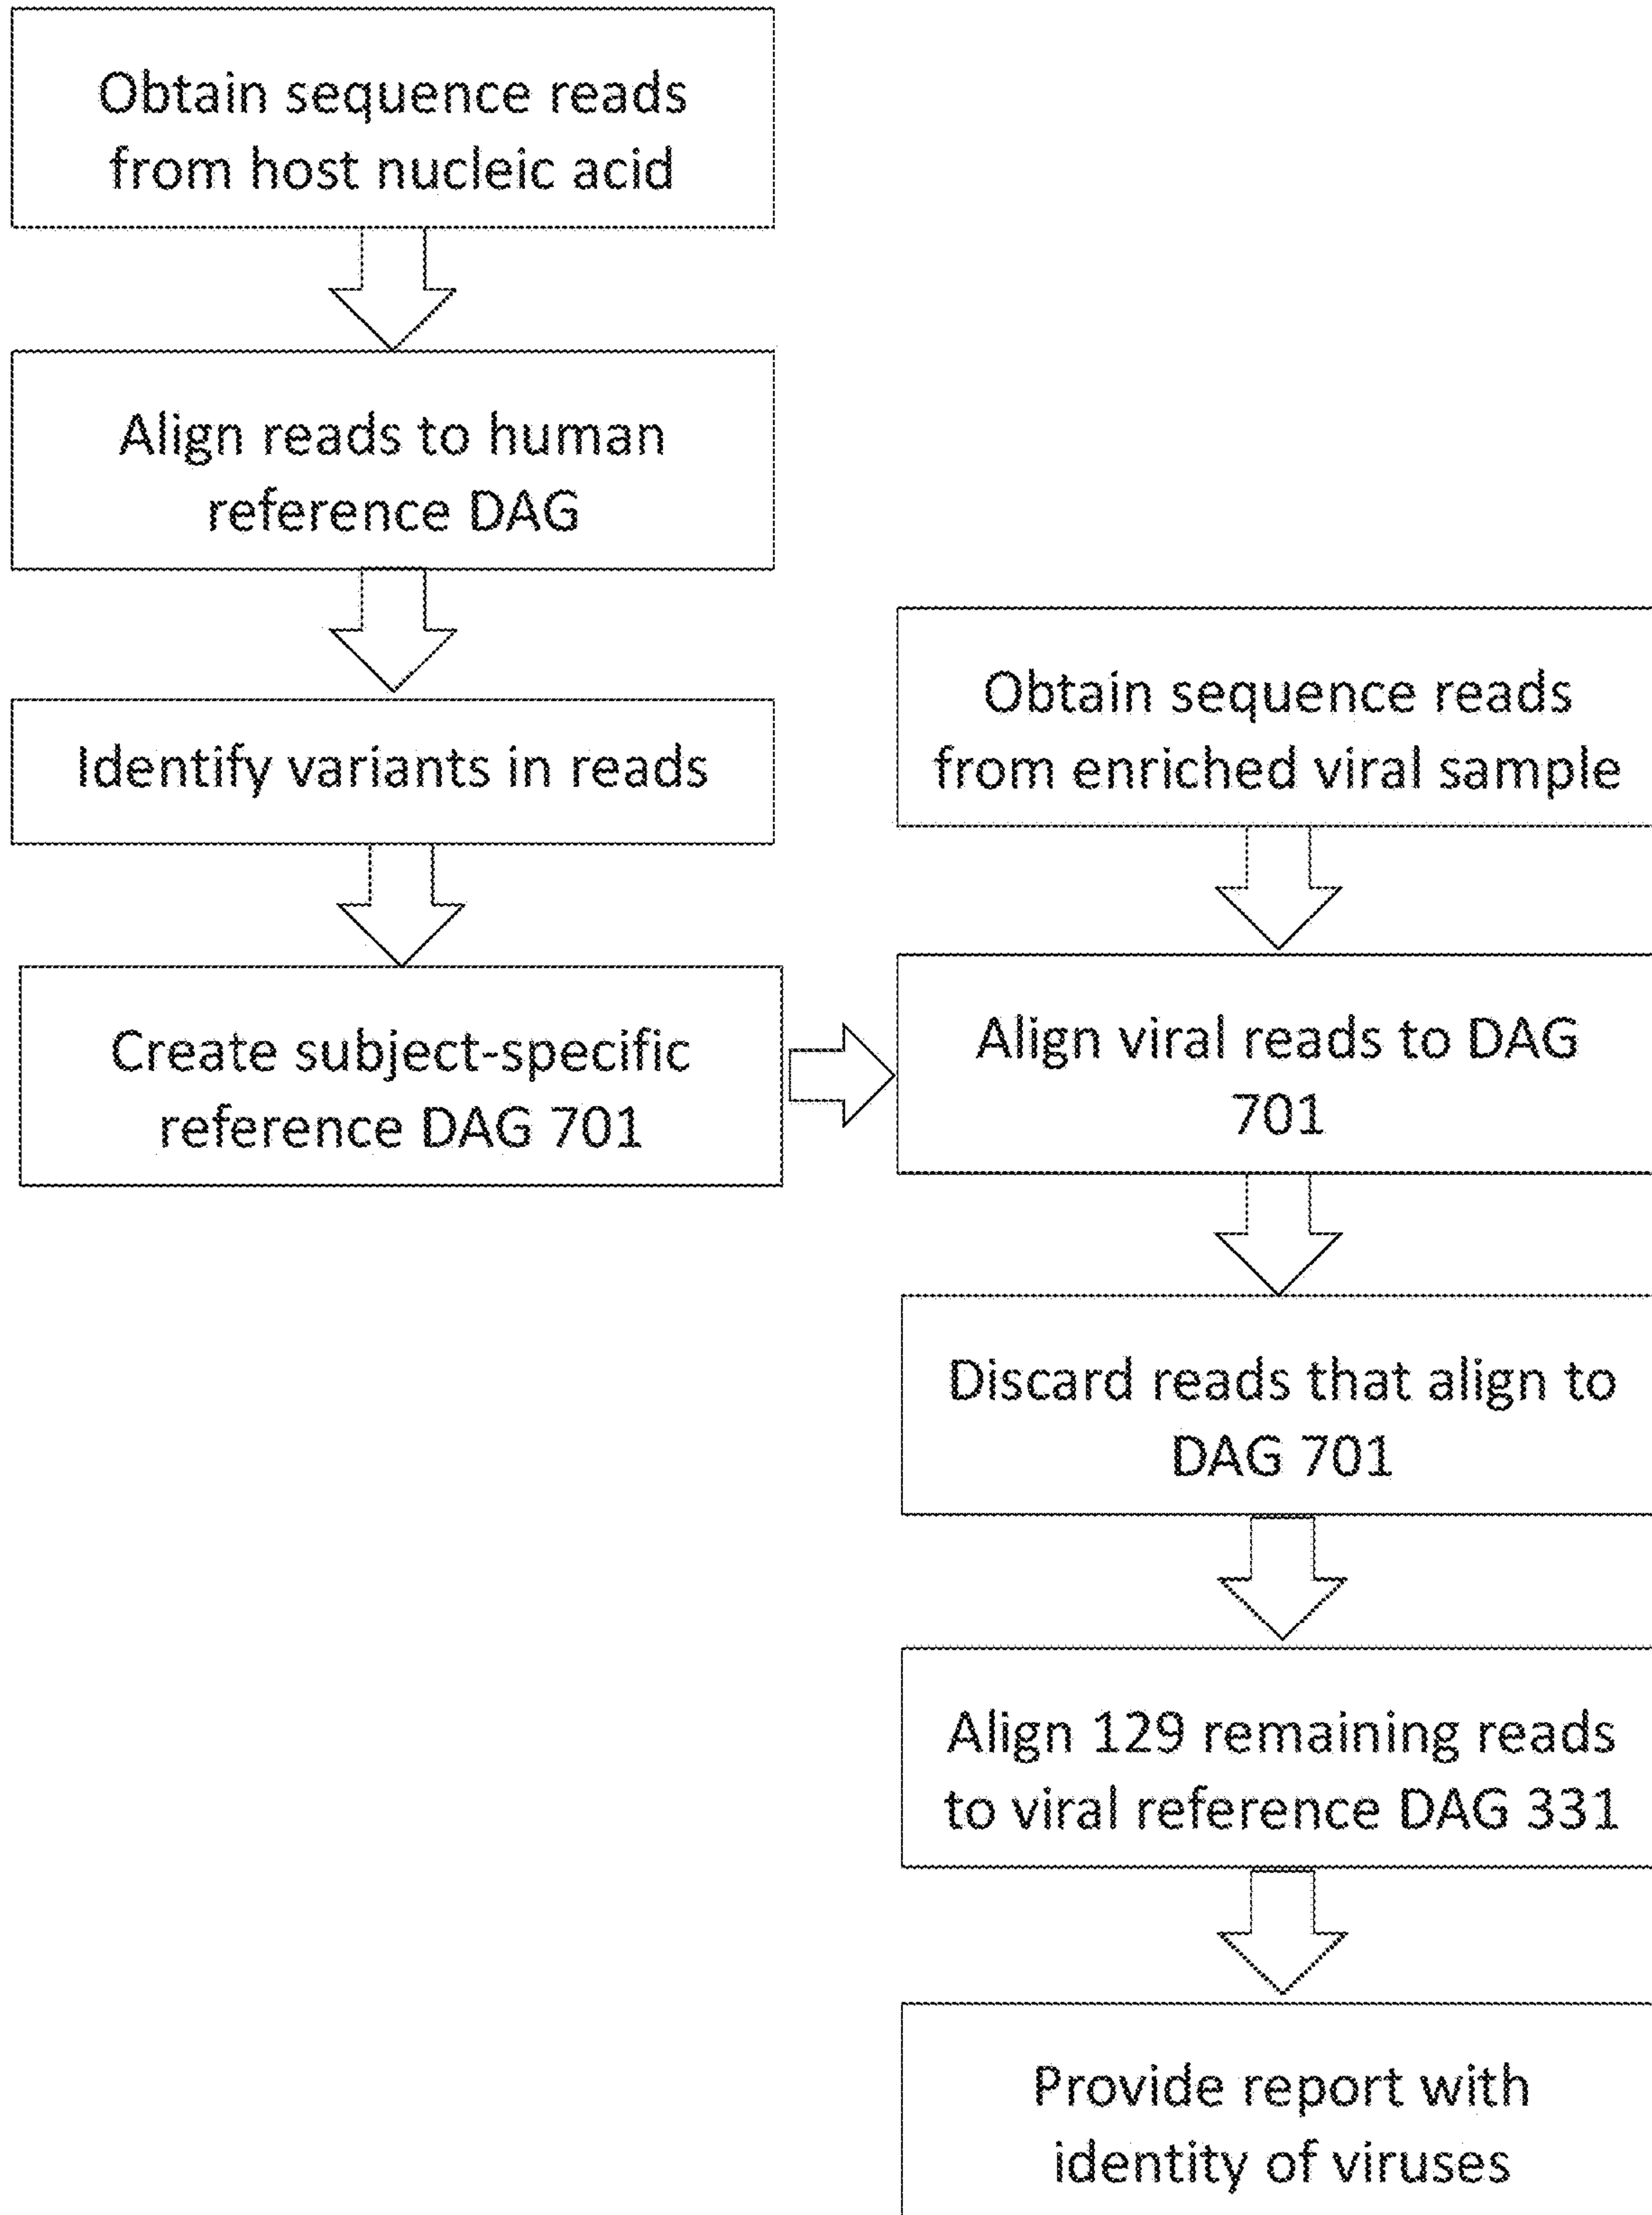 Obtain sequence reads
from host nucleic acid
Align reads to human
reference DAG
Identify variants in reads
Create subject-specific
reference DAG 701
Obtain sequence reads
from enriched viral sample
Align viral reads to DAG
701
Discard reads that align to
DAG 701
Align 129 remaining reads
to viral reference DAG 331
Provide report with
identity of viruses